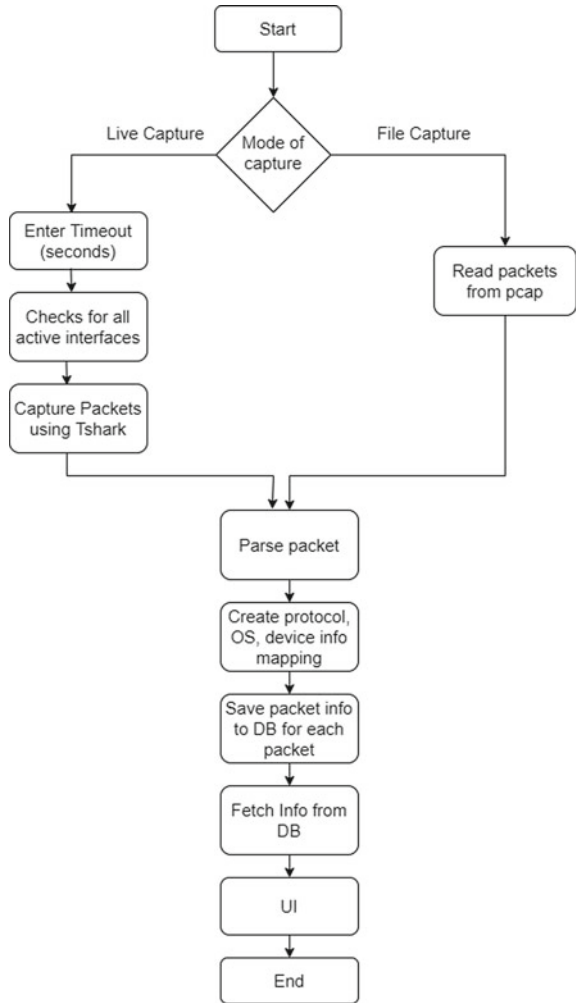 Start
Live Capture
File Capture
Mode of
capture
Enter Timeout
(seconds)
Read packets
from pcap
Checks for all
active interfaces
Capture Packets
using Tshark
Parse packet
Create protocol,
OS, device info
mapping
Save packet info
to DB for each
packet
Fetch Info from
DB
UI
End